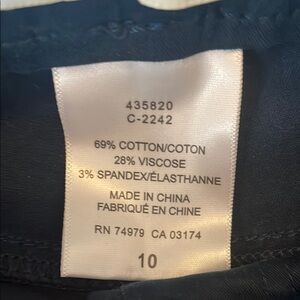 435820
C-2242
69% COTTON/COTON
28% VISCOSE
3% SPANDEX/ÉLASTHANNE
MADE IN CHINA
FABRIQUÉ EN CHINE
RN 74979 CA 03174
10